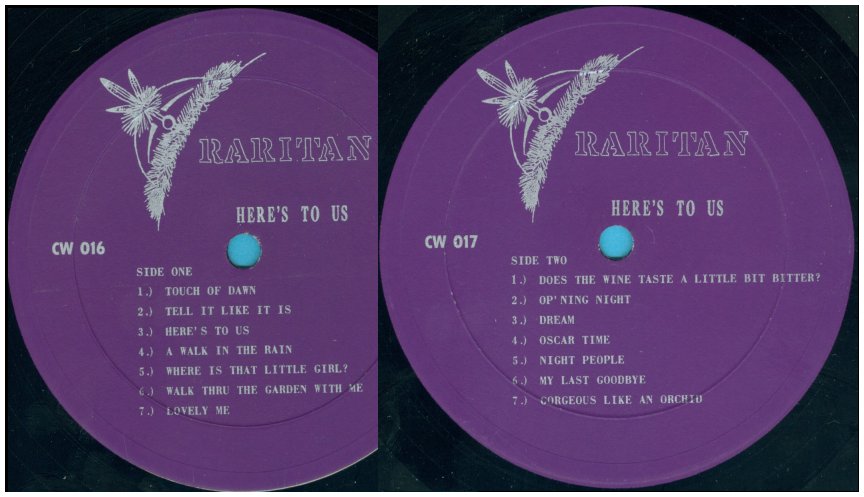 RARITAN
HERE'S TO US
CW 016
SIDE ONE
1.) TOUCH OF DAWN
2.) TELL IT LIKE IT IS
3.) HERE'S TO US
4.) A WALK IN THE RAIN
5.) WHERE IS THAT LITTLE GIRL?
6.) WALK THRU THE GARDEN WITH ME
7.) LOVELY ME
RARITAN
HERE'S TO US
CW 017
SIDE TWO
1.) DOES THE WINE TASTE A LITTLE BIT BITTER?
2.) OP'NING NIGHT
3.) DREAM
4.) OSCAR TIME
5.) NIGHT PEOPLE
6.) MY LAST GOODBYE
7.) GORGEOUS LIKE AN ORCHID